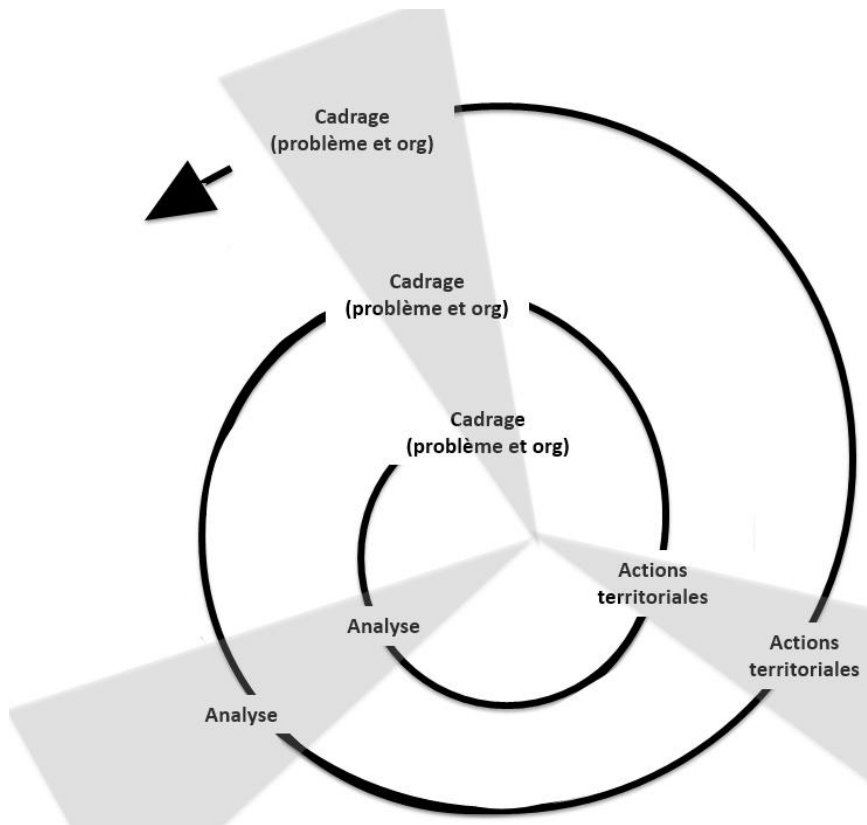 Cadrage
(problème et org)
Cadrage
(problème et org)
Cadrage
(problème et org)
Actions
territoriales
Analyse
Actions
territoriales
Analyse